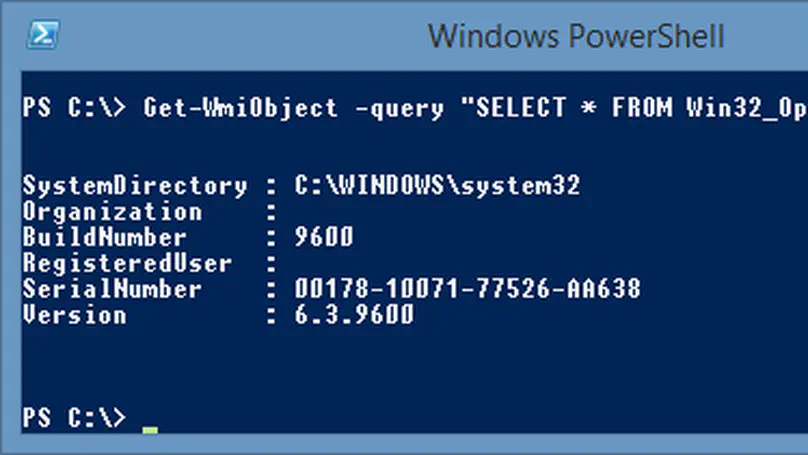 Windows PowerShell
PS C:\> Get-WmiObject -query "SELECT * FROM Win32_Op
SystemDirectory : C:\WINDOWS\system32
Organization :
BuildNumber : 9600
RegisteredUser :
SerialNumber : 00178-10071-77526-AA638
Version : 6.3.9600
PS C:\>